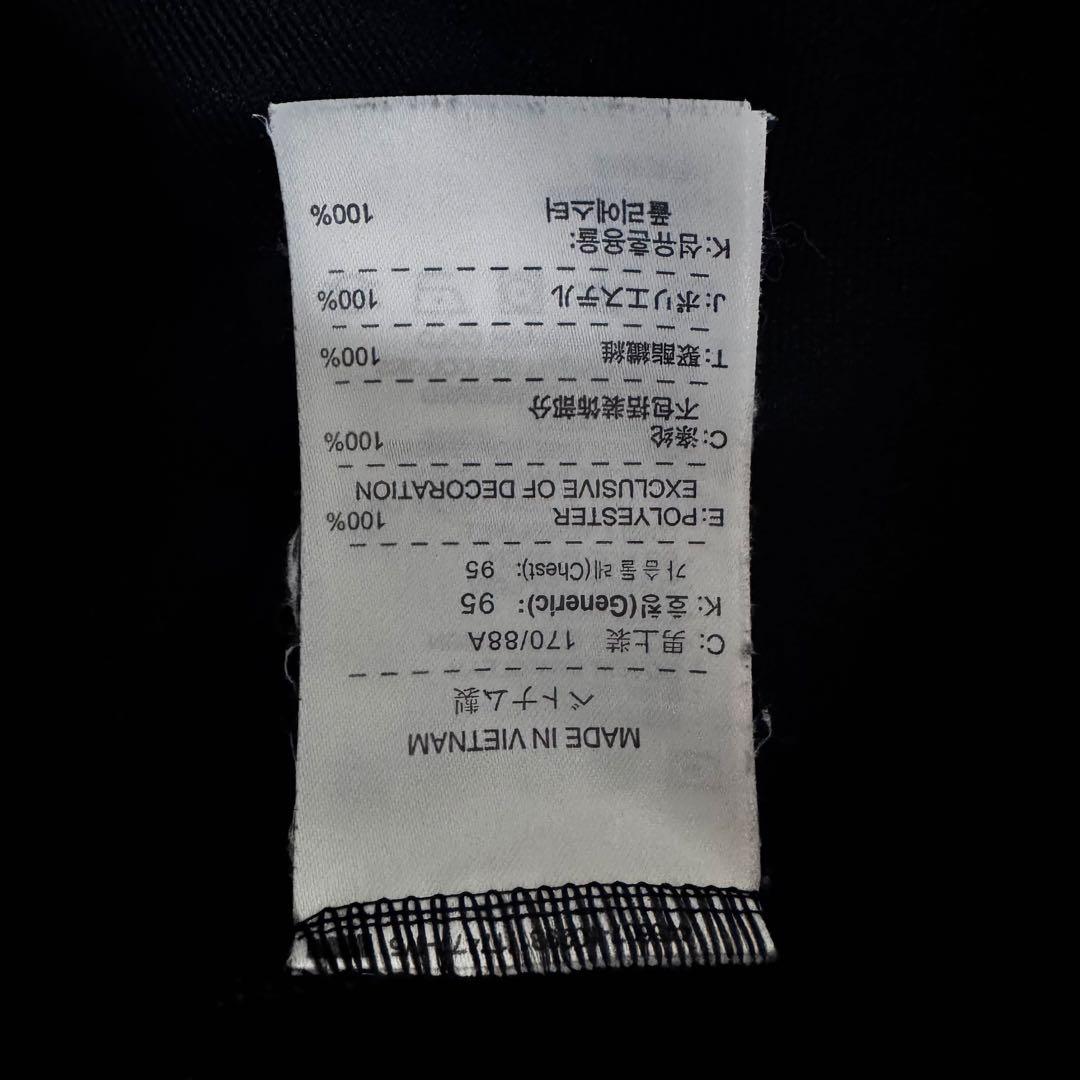 MADE IN VIETNAM
ベトナム製
C: 男上装 170/88A
K: 호칭(Generic): 95
가슴둘레(Chest): 95
E:POLYESTER 100%
EXCLUSIVE OF DECORATION
C:涤纶 100%
不包括装饰部分
T:聚酯纖維 100%
J:ポリエステル 100%
K:섬유혼용율:
폴리에스터 100%